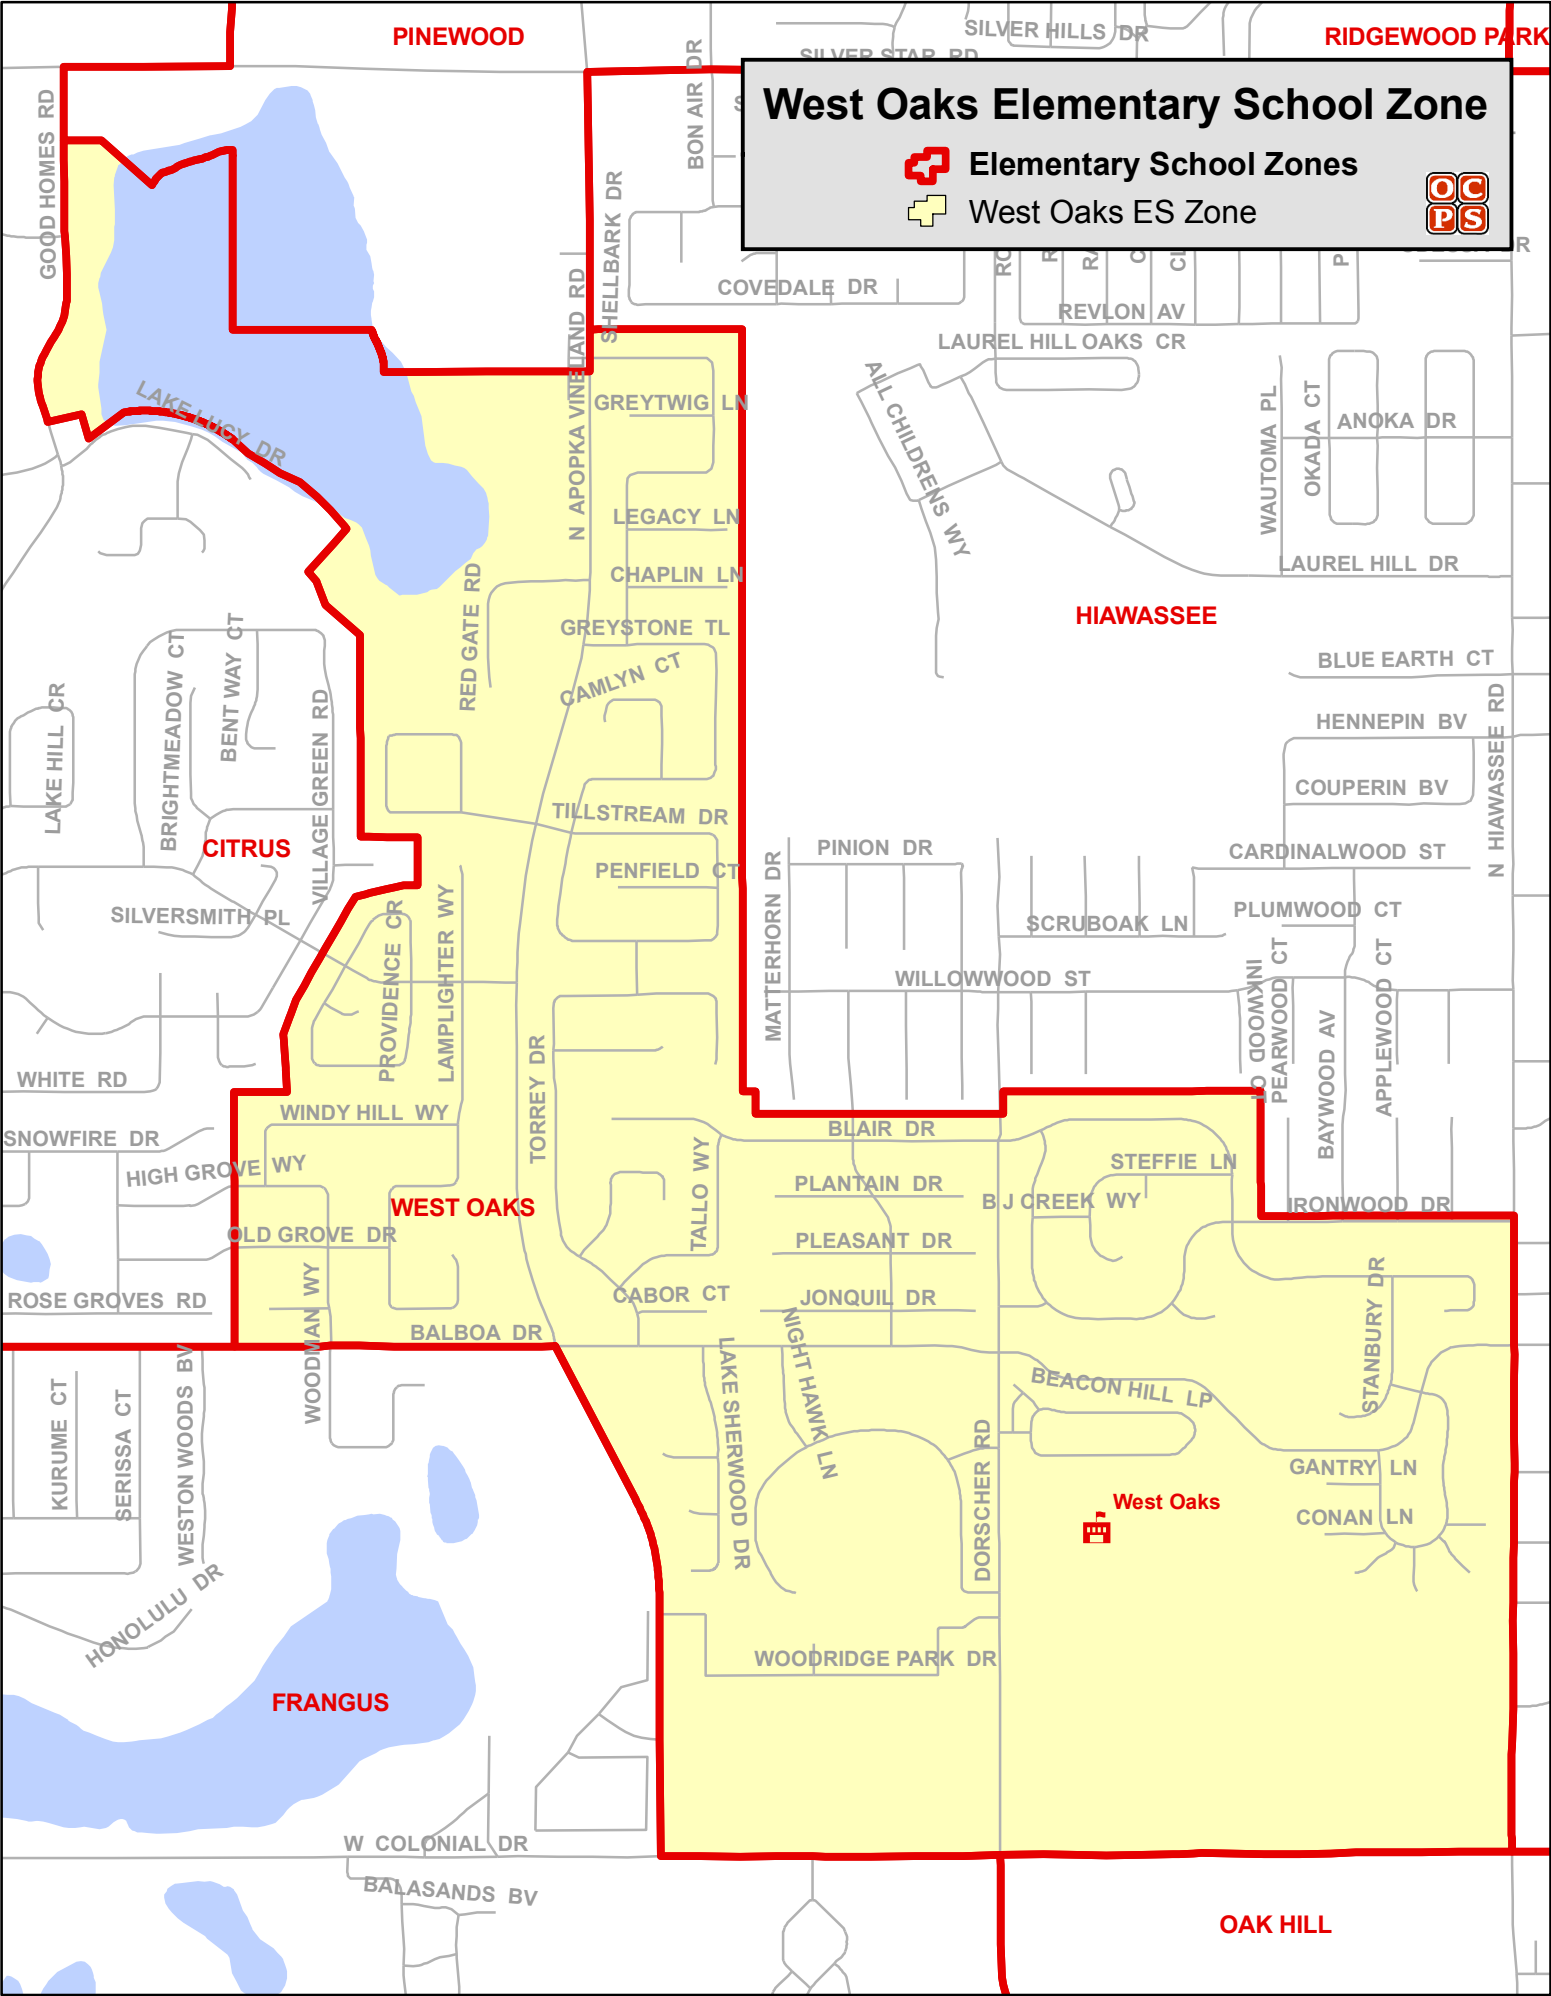 PINEWOOD
SILVER HILLS DR
RIDGEWOOD PARK
SILVER STAR RD
West Oaks Elementary School Zone
Elementary School Zones
West Oaks ES Zone
OC
PS
GOOD HOMES RD
BON AIR DR
SHELLBARK DR
COVEDALE DR
REVLON AV
LAUREL HILL OAKS CR
N APOPKA VINELAND RD
ALL CHILDRENS WY
LAKE LUCY DR
GREYTWIG LN
WAUTOMA PL
OKADA CT
ANOKA DR
LEGACY LN
CHAPLIN LN
LAUREL HILL DR
RED GATE RD
GREYSTONE TL
HIAWASSEE
CAMLYN CT
BLUE EARTH CT
LAKE HILL CR
BRIGHTMEADOW CT
BENT WAY CT
VILLAGE GREEN RD
HENNEPIN BV
N HIAWASSEE RD
COUPERIN BV
TILLSTREAM DR
CITRUS
PINION DR
CARDINALWOOD ST
PENFIELD CT
MATTERHORN DR
SILVERSMITH PL
PROVIDENCE CR
LAMPLIGHTER WY
SCRUBOAK LN
PLUMWOOD CT
WILLOWWOOD ST
INKWOOD CT
PEARWOOD CT
BAYWOOD AV
APPLEWOOD CT
WHITE RD
TORREY DR
WINDY HILL WY
SNOWFIRE DR
BLAIR DR
HIGH GROVE WY
TALLO WY
STEFFIE LN
PLANTAIN DR
B J CREEK WY
IRONWOOD DR
WEST OAKS
OLD GROVE DR
PLEASANT DR
ROSE GROVES RD
WOODMAN WY
CABOR CT
JONQUIL DR
STANBURY DR
BALBOA DR
NIGHT HAWK LN
LAKE SHERWOOD DR
BEACON HILL LP
KURUME CT
SERISSA CT
WESTON WOODS BV
DORSCHER RD
GANTRY LN
West Oaks
CONAN LN
HONOLULU DR
WOODRIDGE PARK DR
FRANGUS
W COLONIAL DR
BALASANDS BV
OAK HILL